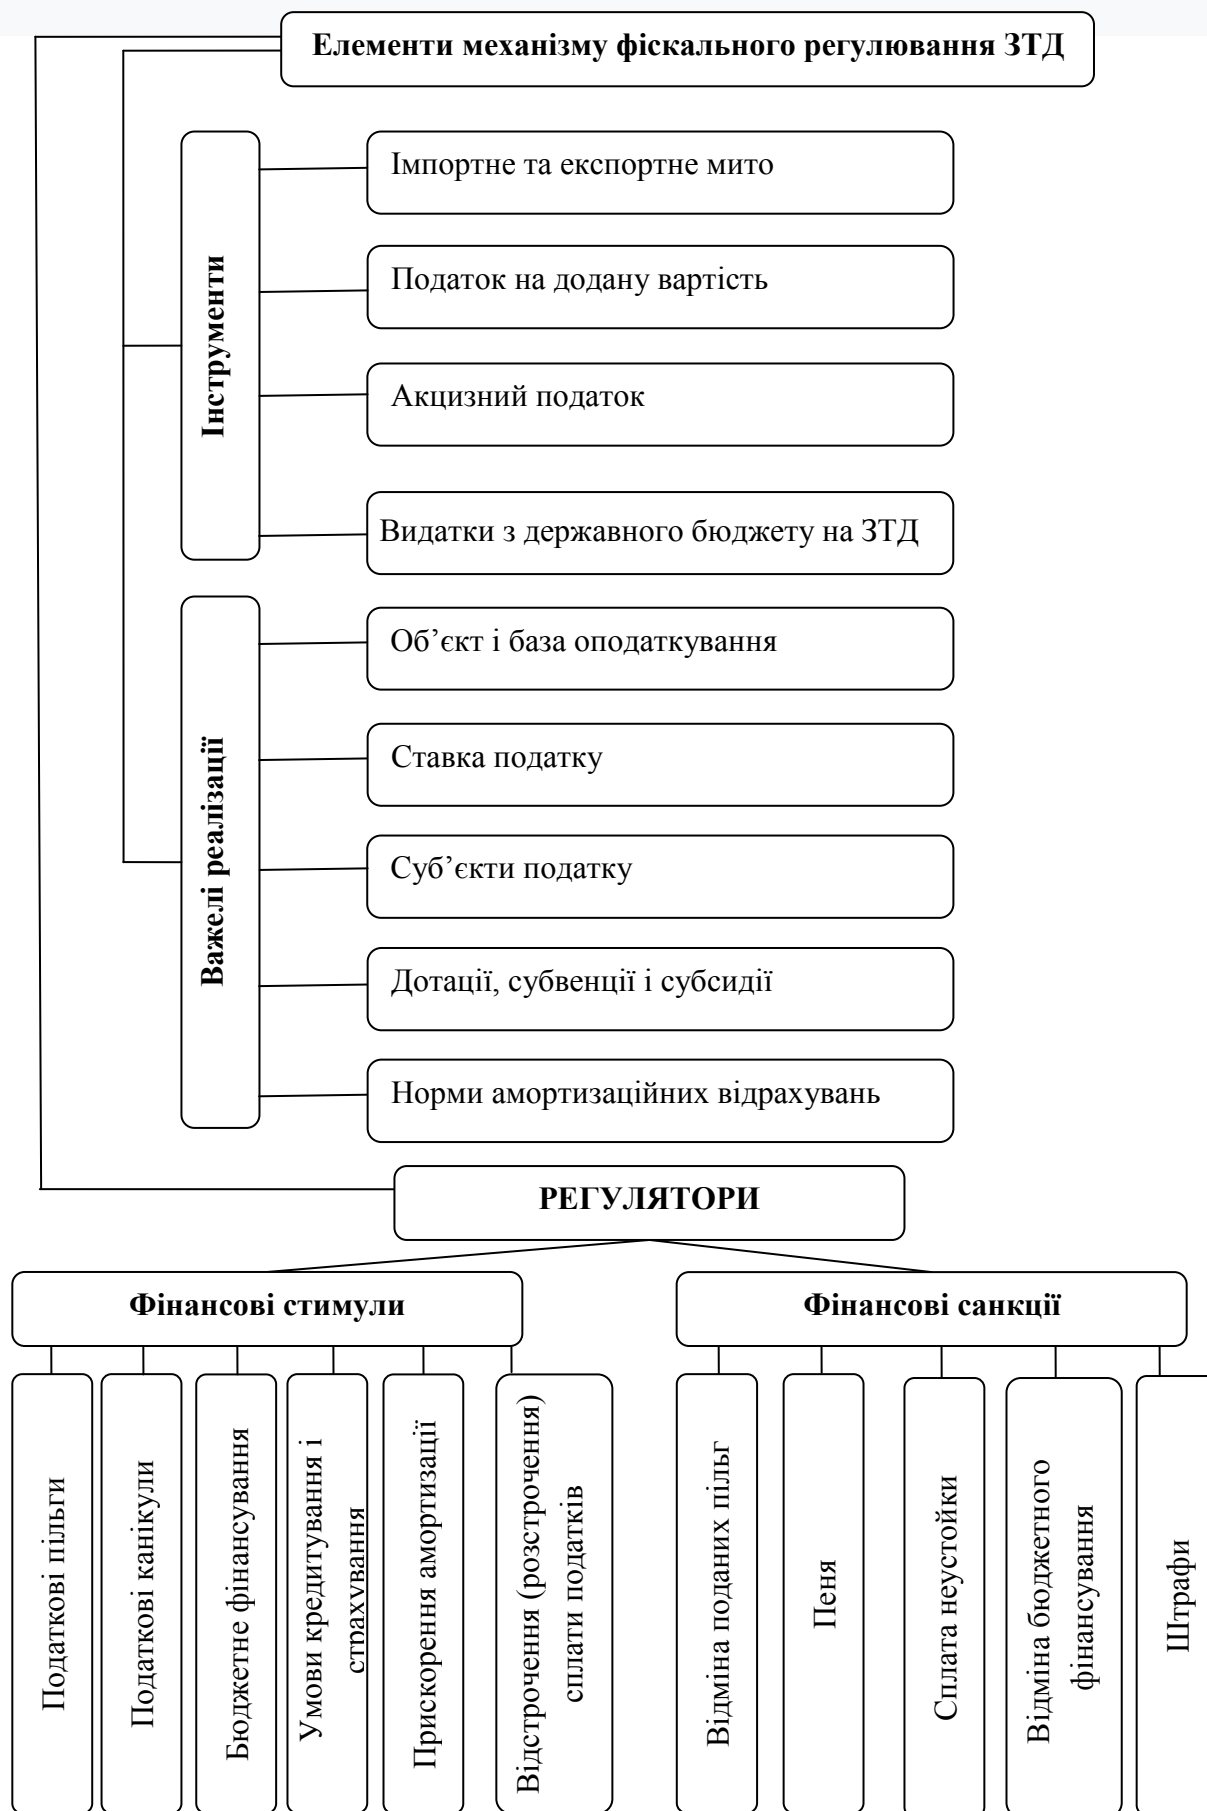 Елементи механізму фіскального регулювання ЗТД
Інструменти
Імпортне та експортне мито
Податок на додану вартість
Акцизний податок
Видатки з державного бюджету на ЗТД
Важелі реалізації
Об’єкт і база оподаткування
Ставка податку
Суб’єкти податку
Дотації, субвенції і субсидії
Норми амортизаційних відрахувань
РЕГУЛЯТОРИ
Фінансові стимули
Податкові пільги
Податкові канікули
Бюджетне фінансування
Умови кредитування і
страхування
Прискорення амортизації
Відстрочення (розстрочення)
сплати податків
Фінансові санкції
Відміна поданих пільг
Пеня
Сплата неустойки
Відміна бюджетного
фінансування
Штрафи